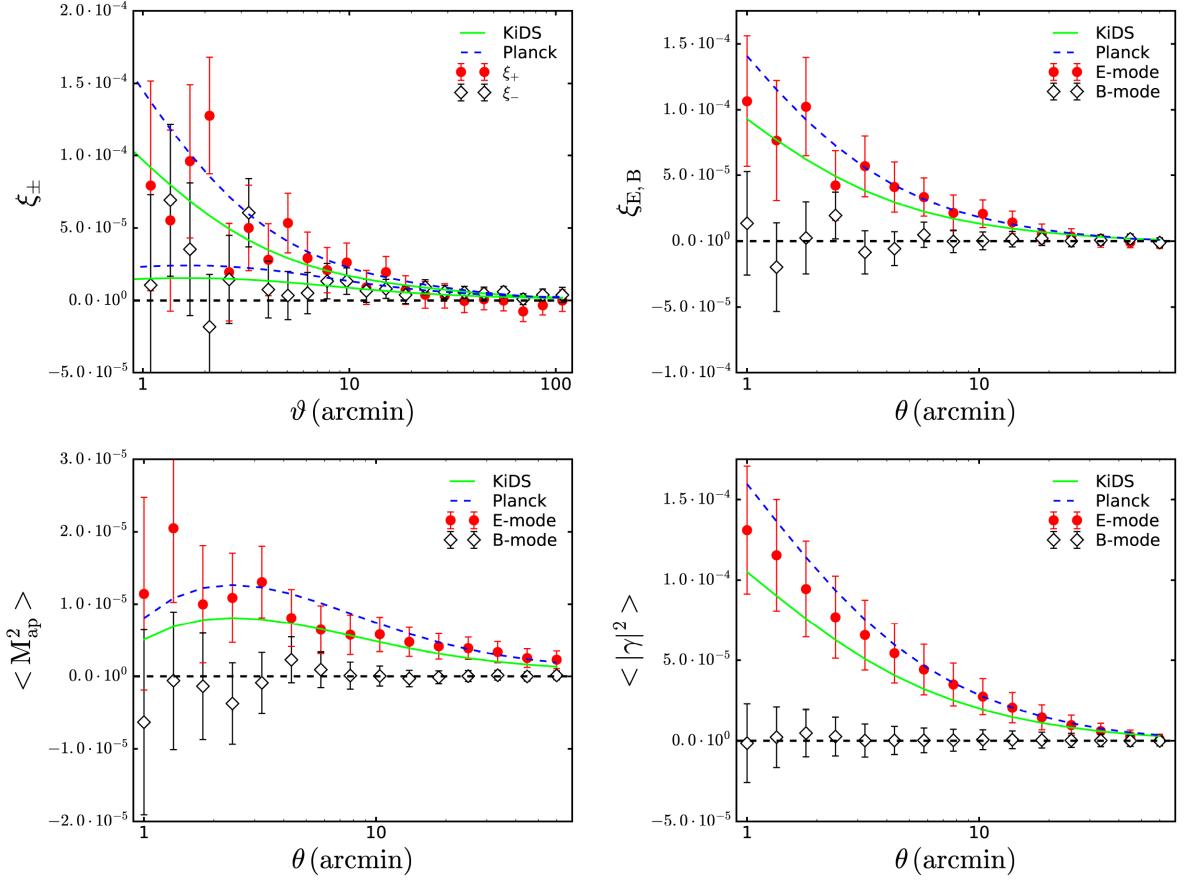 2.0·10⁻⁴
1.5·10⁻⁴
1.0·10⁻⁴
5.0·10⁻⁵
0.0·10⁰
−5.0·10⁻⁵
ξ±
1 10 100
ϑ (arcmin)
KiDS
Planck
ξ₊
ξ₋
1.5·10⁻⁴
1.0·10⁻⁴
5.0·10⁻⁵
0.0·10⁰
−5.0·10⁻⁵
−1.0·10⁻⁴
ξE,B
1 10
θ (arcmin)
KiDS
Planck
E-mode
B-mode
3.0·10⁻⁵
2.0·10⁻⁵
1.0·10⁻⁵
0.0·10⁰
−1.0·10⁻⁵
−2.0·10⁻⁵
< M²ap >
1 10
θ (arcmin)
KiDS
Planck
E-mode
B-mode
1.5·10⁻⁴
1.0·10⁻⁴
5.0·10⁻⁵
0.0·10⁰
−5.0·10⁻⁵
< |γ|² >
1 10
θ (arcmin)
KiDS
Planck
E-mode
B-mode